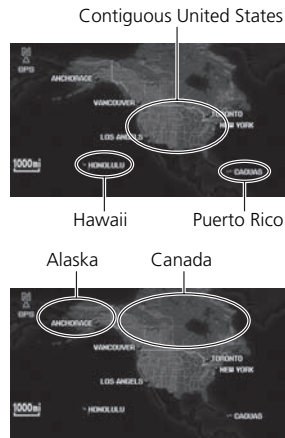 Contiguous United States
GPS
ANCHORAGE
VANCOUVER
TORONTO
NEW YORK
LOS ANGELES
1000mi
HONOLULU
CAGUAS
Hawaii
Puerto Rico
Alaska
Canada
GPS
ANCHORAGE
VANCOUVER
TORONTO
NEW YORK
LOS ANGELES
1000mi
HONOLULU
CAGUAS